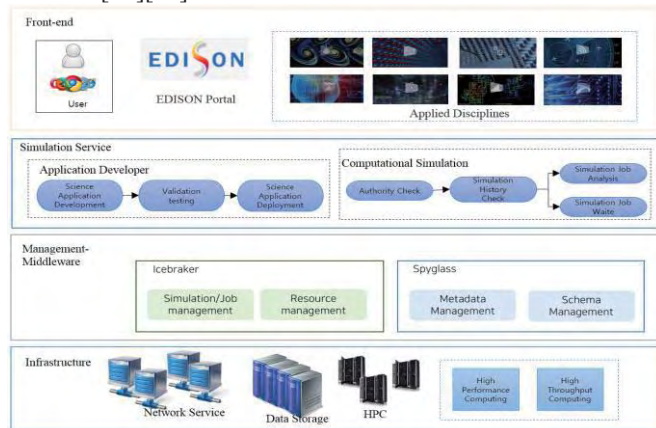 Front-end
User
EDISON
EDISON Portal
Applied Disciplines
Simulation Service
Application Developer
Science
Application
Development
Validation
testing
Science
Application
Deployment
Computational Simulation
Authority Check
Simulation
History
Check
Simulation Job
Analysis
Simulation Job
Waite
Management-
Middleware
Icebraker
Simulation/Job
management
Resource
management
Spyglass
Metadata
Management
Schema
Management
Infrastructure
Network Service
Data Storage
HPC
High
Performance
Computing
High
Throughput
Computing